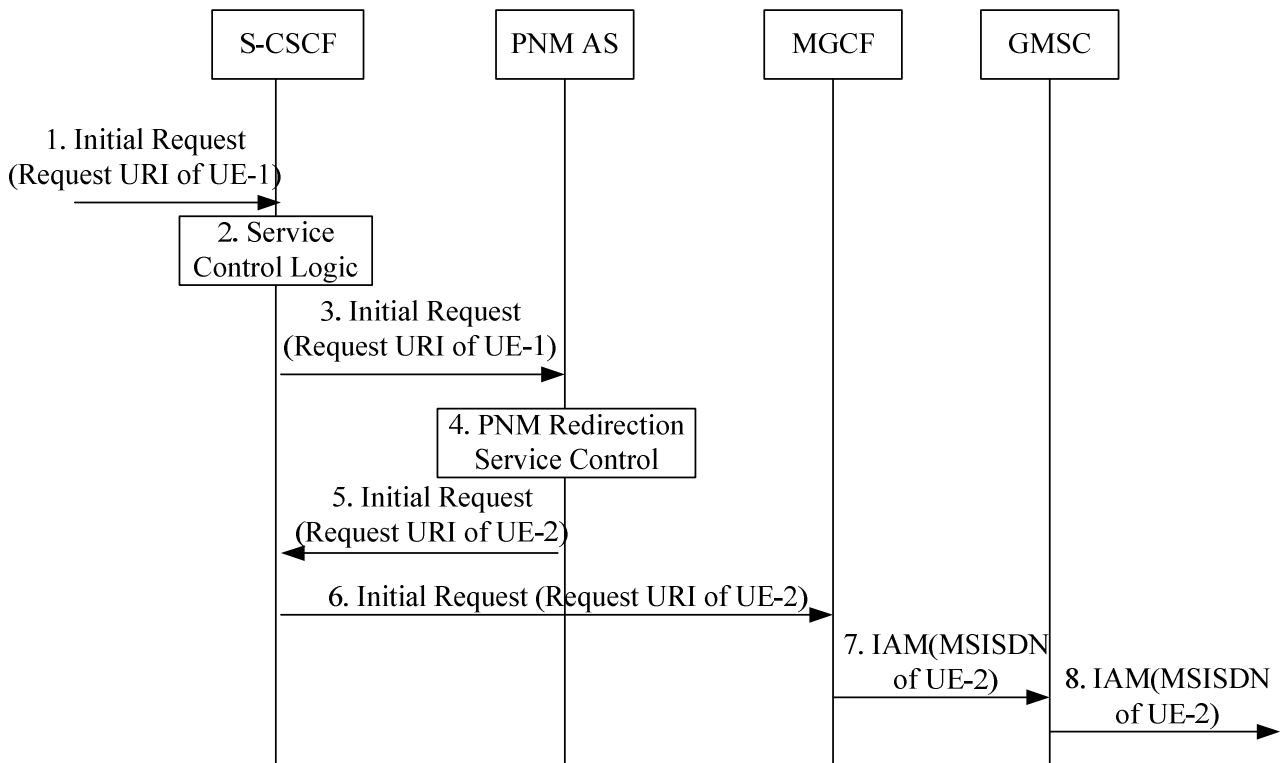 S-CSCF
PNM AS
MGCF
GMSC
1. Initial Request
(Request URI of UE-1)
2. Service
Control Logic
3. Initial Request
(Request URI of UE-1)
4. PNM Redirection
Service Control
5. Initial Request
(Request URI of UE-2)
6. Initial Request (Request URI of UE-2)
7. IAM(MSISDN
of UE-2)
8. IAM(MSISDN
of UE-2)